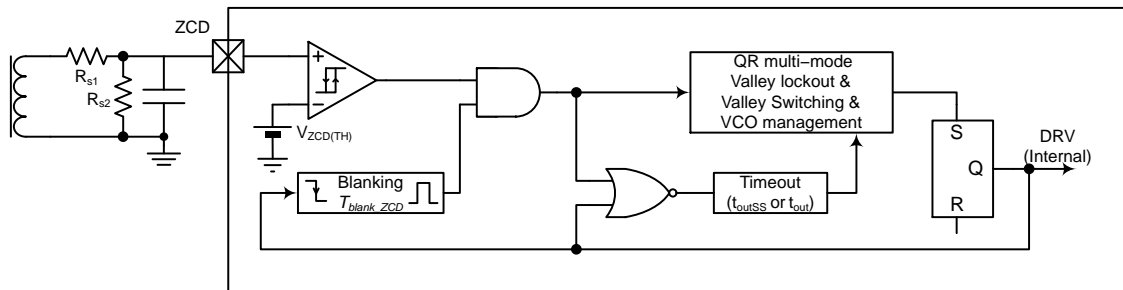 ZCD
R_s1
R_s2
+
−
V_ZCD(TH)
Blanking
T_blank_ZCD
QR multi−mode
Valley lockout &
Valley Switching &
VCO management
Timeout
(t_outSS or t_out)
S
Q
R
DRV
(Internal)